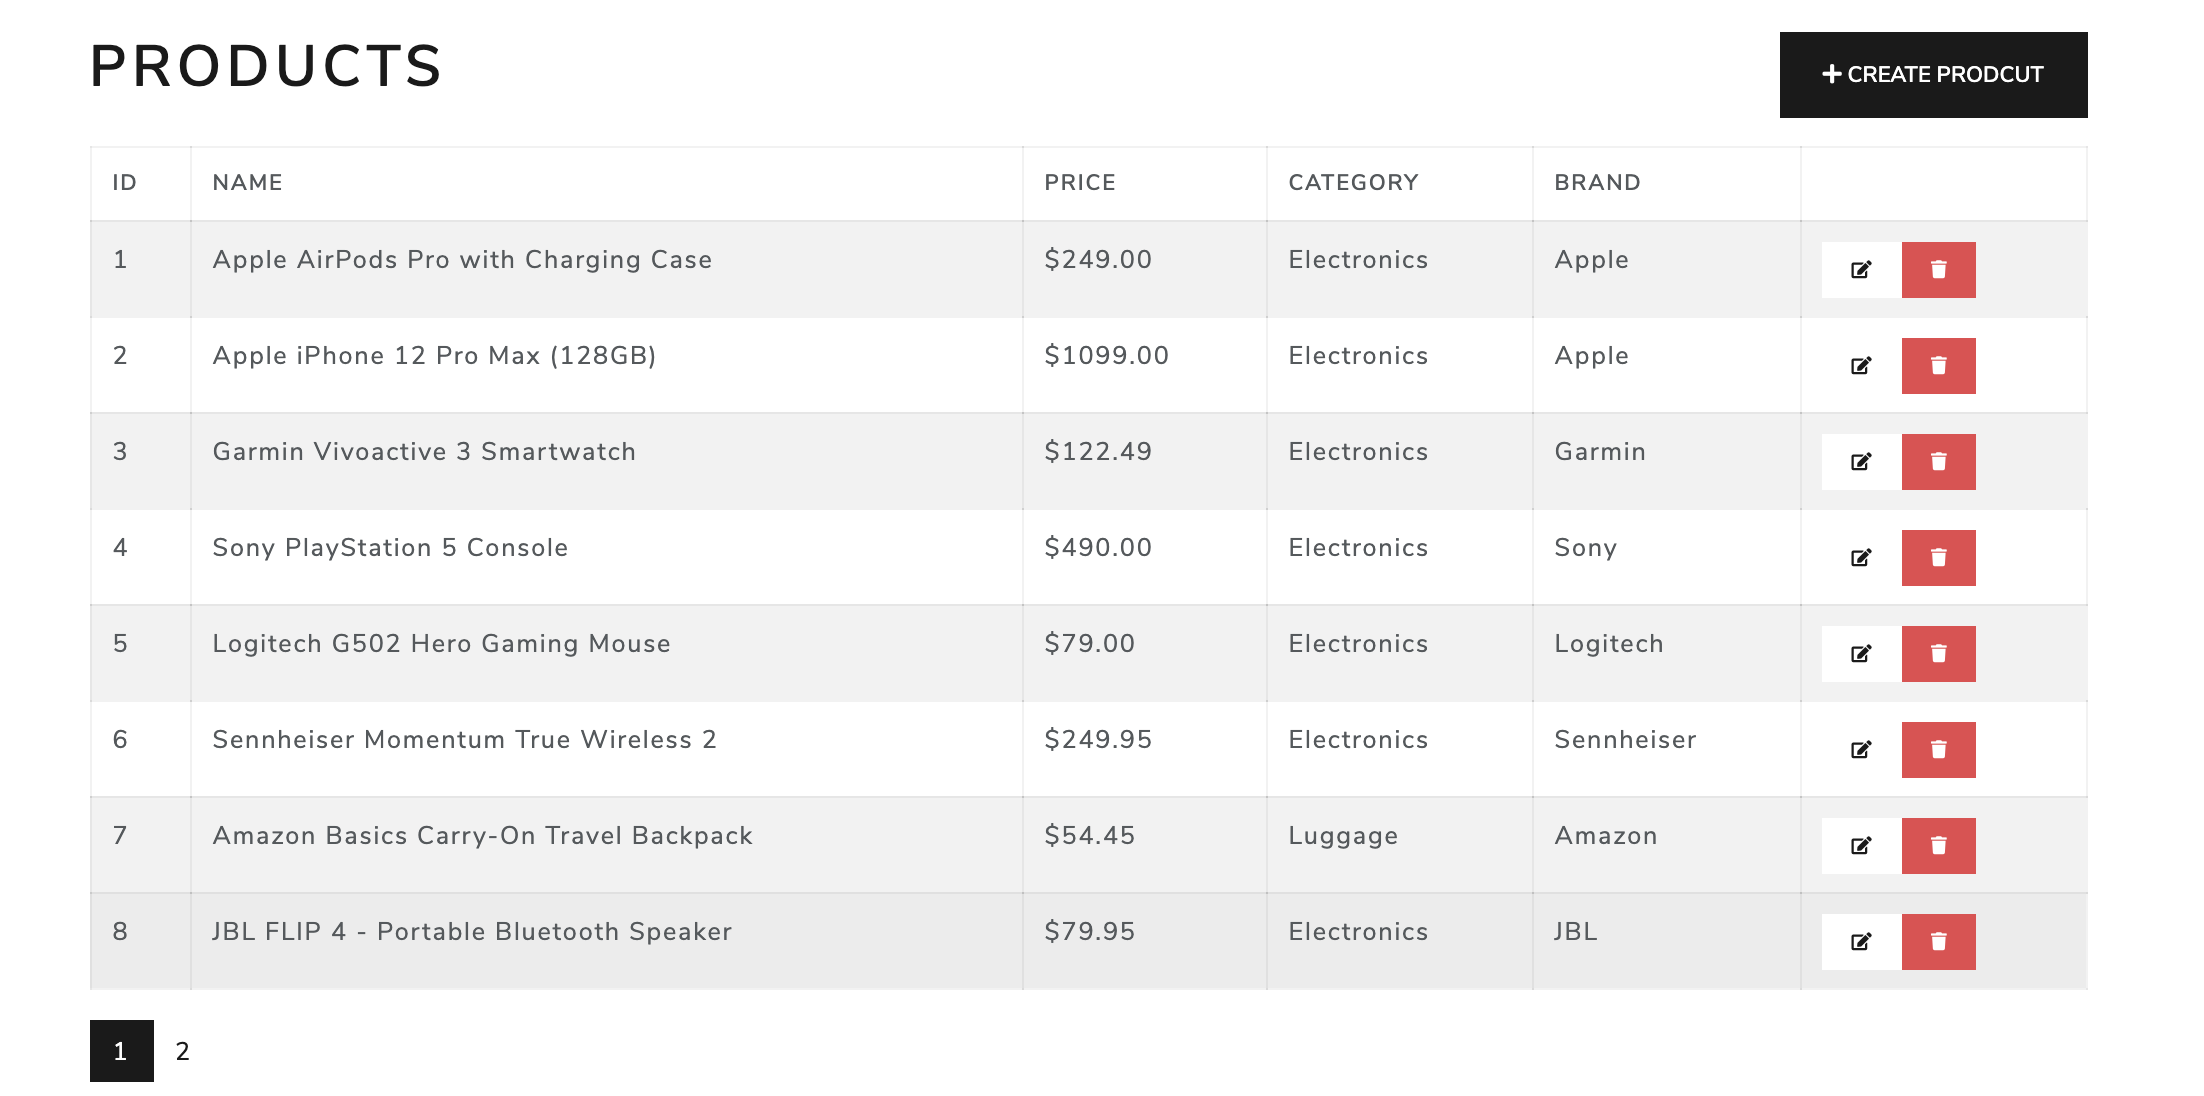 PRODUCTS
CREATE PRODCUT
ID NAME PRICE CATEGORY BRAND
1 Apple AirPods Pro with Charging Case $249.00 Electronics Apple
2 Apple iPhone 12 Pro Max (128GB) $1099.00 Electronics Apple
3 Garmin Vivoactive 3 Smartwatch $122.49 Electronics Garmin
4 Sony PlayStation 5 Console $490.00 Electronics Sony
5 Logitech G502 Hero Gaming Mouse $79.00 Electronics Logitech
6 Sennheiser Momentum True Wireless 2 $249.95 Electronics Sennheiser
7 Amazon Basics Carry-On Travel Backpack $54.45 Luggage Amazon
8 JBL FLIP 4 - Portable Bluetooth Speaker $79.95 Electronics JBL
1 2